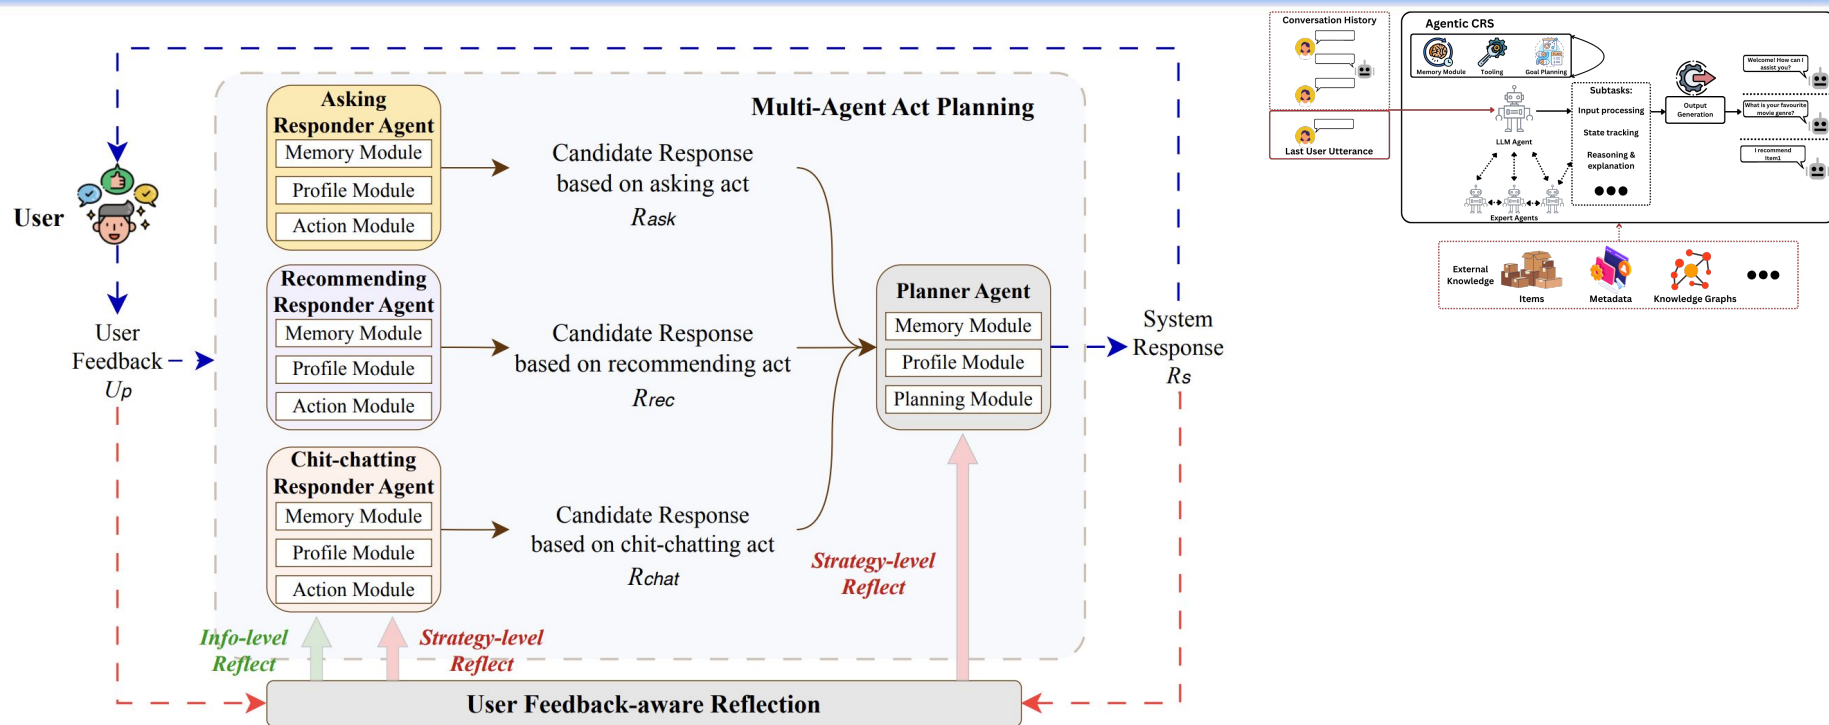 Multi-Agent Act Planning
User
User
Feedback
Up
Asking
Responder Agent
Memory Module
Profile Module
Action Module
Candidate Response
based on asking act
Rask
Recommending
Responder Agent
Memory Module
Profile Module
Action Module
Candidate Response
based on recommending act
Rrec
Chit-chatting
Responder Agent
Memory Module
Profile Module
Action Module
Candidate Response
based on chit-chatting act
Rchat
Planner Agent
Memory Module
Profile Module
Planning Module
System
Response
Rs
Info-level
Reflect
Strategy-level
Reflect
Strategy-level
Reflect
User Feedback-aware Reflection
Conversation History
Last User Utterance
Agentic CRS
Memory Module
Tooling
Goal Planning
LLM Agent
Expert Agents
Subtasks:
Input processing
State tracking
Reasoning &
explanation
Output
Generation
Welcome! How can I
assist you?
What is your favourite
movie genre?
I recommend
Item1
External
Knowledge
Items
Metadata
Knowledge Graphs